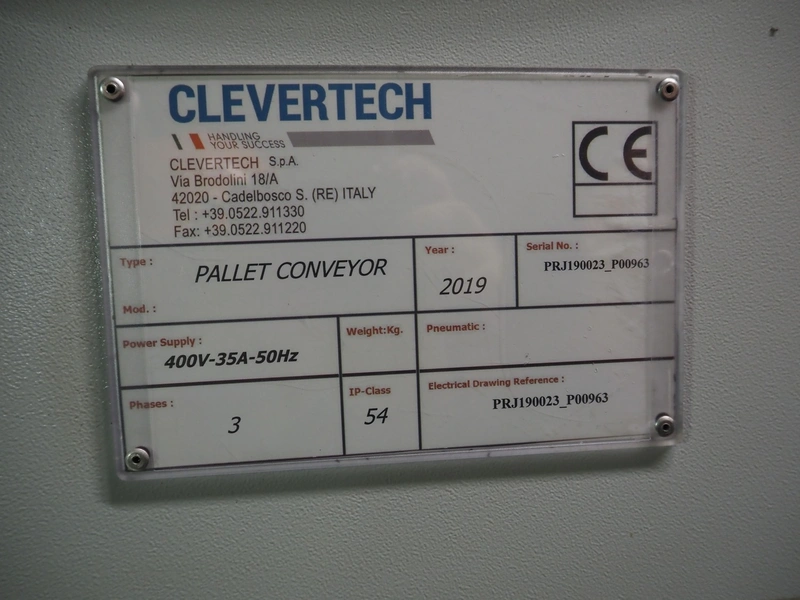 CLEVERTECH
HANDLING
YOUR SUCCESS
CLEVERTECH S.p.A.
Via Brodolini 18/A
42020 - Cadelbosco S. (RE) ITALY
Tel : +39.0522.911330
Fax: +39.0522.911220
CE
Type : PALLET CONVEYOR
Mod. :
Year :
2019
Serial No. :
PRJ190023_P00963
Power Supply :
400V-35A-50Hz
Weight:Kg.
Pneumatic :
Phases :
3
IP-Class
54
Electrical Drawing Reference :
PRJ190023_P00963